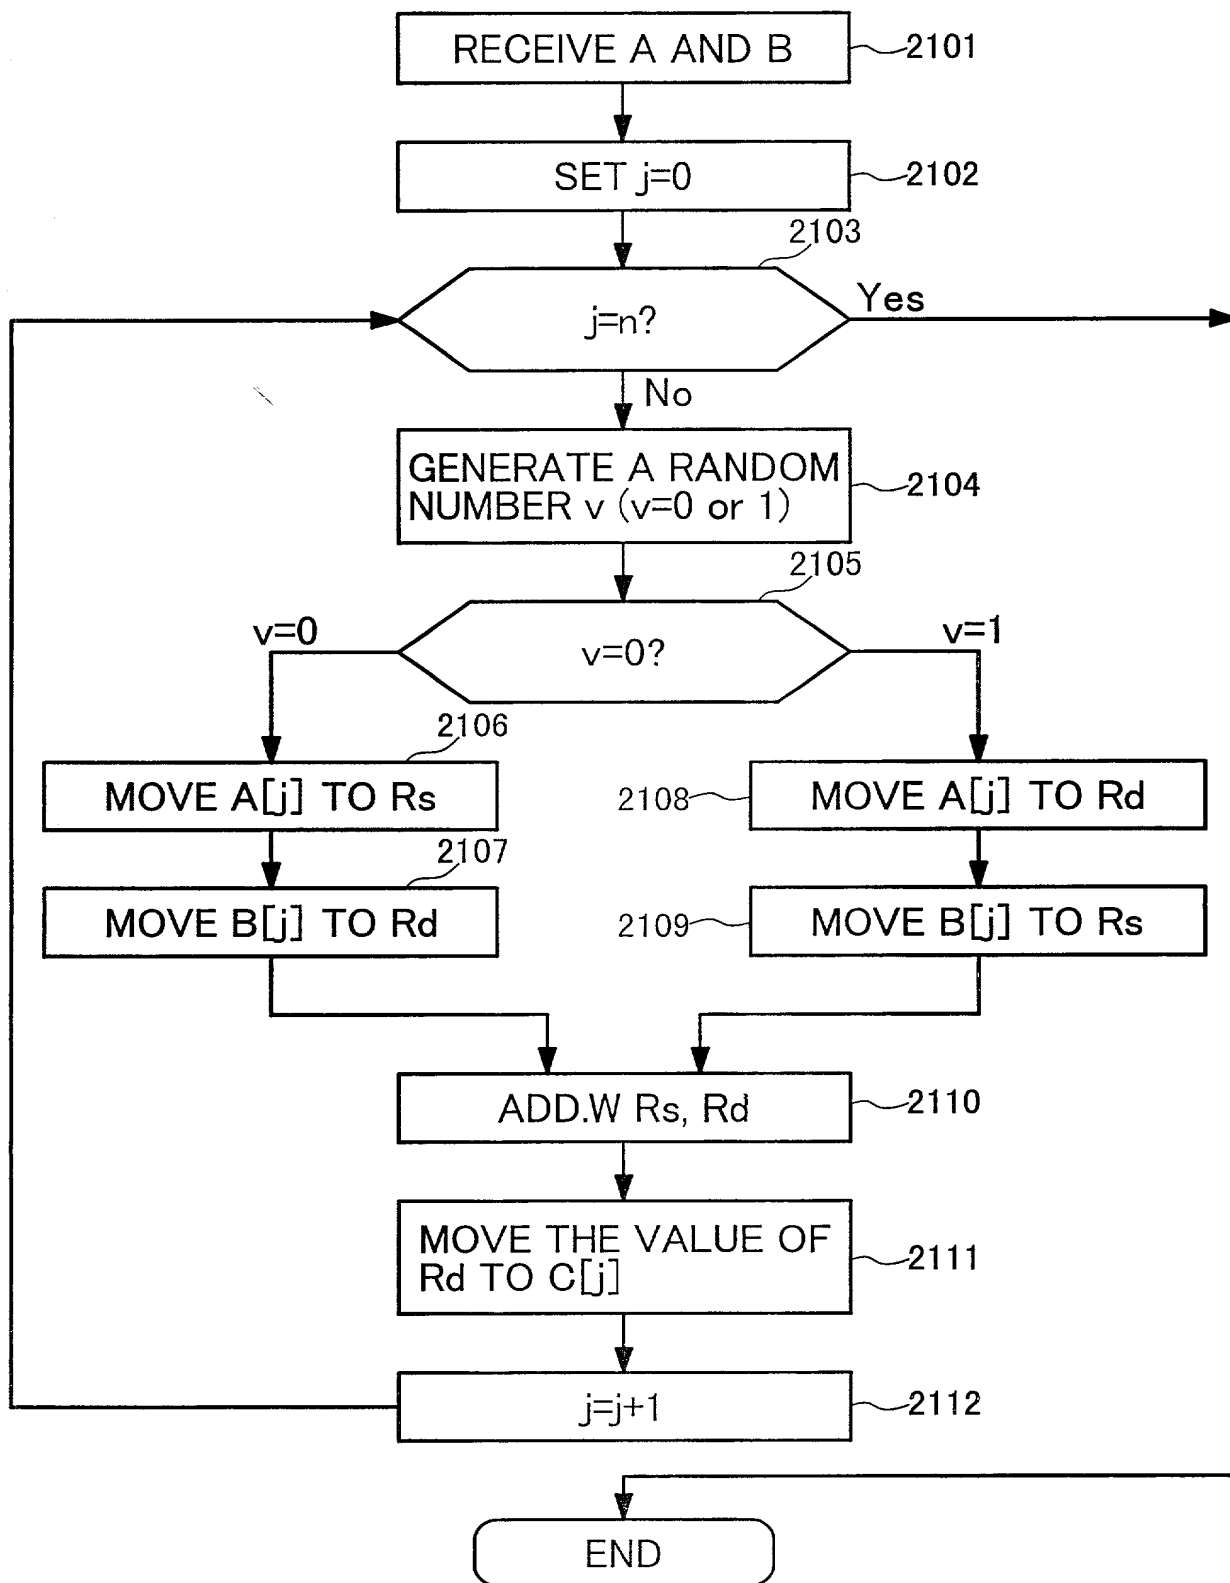 RECEIVE A AND B
2101
SET j=0
2102
2103
j=n?
Yes
No
GENERATE A RANDOM
NUMBER v (v=0 or 1)
2104
2105
v=0
v=0?
v=1
2106
MOVE A[j] TO Rs
2108
MOVE A[j] TO Rd
2107
MOVE B[j] TO Rd
2109
MOVE B[j] TO Rs
ADD.W Rs, Rd
2110
MOVE THE VALUE OF
Rd TO C[j]
2111
j=j+1
2112
END